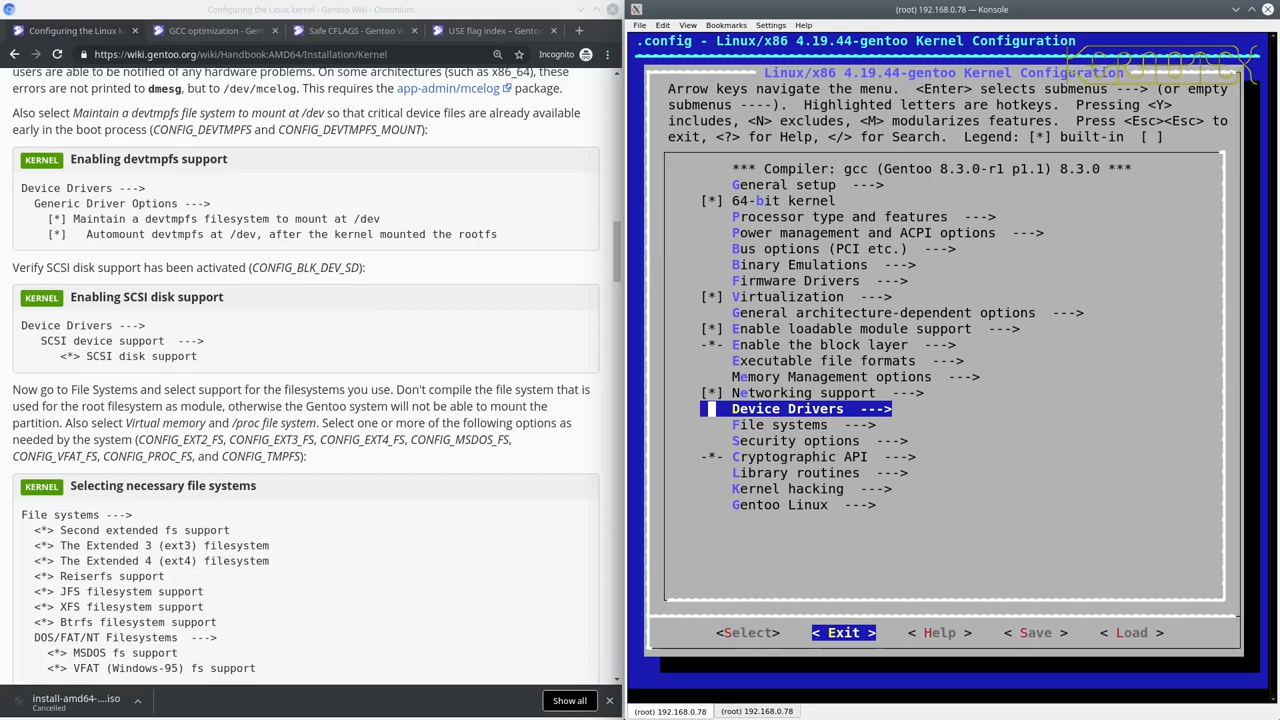 Configuring the Linux kernel - Gentoo Wiki - Chromium
Configuring the Linux k
GCC optimization - Gent
Safe CFLAGS - Gentoo W
USE flag index – Gentoo
https://wiki.gentoo.org/wiki/Handbook:AMD64/Installation/Kernel
Incognito
users are able to be notified of any hardware problems. On some architectures (such as x86_64), these
errors are not printed to dmesg, but to /dev/mcelog. This requires the app-admin/mcelog package.
Also select Maintain a devtmpfs file system to mount at /dev so that critical device files are already available
early in the boot process (CONFIG_DEVTMPFS and CONFIG_DEVTMPFS_MOUNT):
KERNEL Enabling devtmpfs support
Device Drivers --->
Generic Driver Options --->
[*] Maintain a devtmpfs filesystem to mount at /dev
[*] Automount devtmpfs at /dev, after the kernel mounted the rootfs
Verify SCSI disk support has been activated (CONFIG_BLK_DEV_SD):
KERNEL Enabling SCSI disk support
Device Drivers --->
SCSI device support --->
<*> SCSI disk support
Now go to File Systems and select support for the filesystems you use. Don't compile the file system that is
used for the root filesystem as module, otherwise the Gentoo system will not be able to mount the
partition. Also select Virtual memory and /proc file system. Select one or more of the following options as
needed by the system (CONFIG_EXT2_FS, CONFIG_EXT3_FS, CONFIG_EXT4_FS, CONFIG_MSDOS_FS,
CONFIG_VFAT_FS, CONFIG_PROC_FS, and CONFIG_TMPFS):
KERNEL Selecting necessary file systems
File systems --->
<*> Second extended fs support
<*> The Extended 3 (ext3) filesystem
<*> The Extended 4 (ext4) filesystem
<*> Reiserfs support
<*> JFS filesystem support
<*> XFS filesystem support
<*> Btrfs filesystem support
DOS/FAT/NT Filesystems --->
<*> MSDOS fs support
<*> VFAT (Windows-95) fs support
install-amd64-....iso
Cancelled
Show all
(root) 192.168.0.78 — Konsole
File Edit View Bookmarks Settings Help
.config - Linux/x86 4.19.44-gentoo Kernel Configuration
Linux/x86 4.19.44-gentoo Kernel Configuration
Arrow keys navigate the menu. <Enter> selects submenus ---> (or empty
submenus ----). Highlighted letters are hotkeys. Pressing <Y>
includes, <N> excludes, <M> modularizes features. Press <Esc><Esc> to
exit, <?> for Help, </> for Search. Legend: [*] built-in [ ]
*** Compiler: gcc (Gentoo 8.3.0-r1 p1.1) 8.3.0 ***
General setup --->
[*] 64-bit kernel
Processor type and features --->
Power management and ACPI options --->
Bus options (PCI etc.) --->
Binary Emulations --->
Firmware Drivers --->
[*] Virtualization --->
General architecture-dependent options --->
[*] Enable loadable module support --->
-*- Enable the block layer --->
Executable file formats --->
Memory Management options --->
[*] Networking support --->
Device Drivers --->
File systems --->
Security options --->
-*- Cryptographic API --->
Library routines --->
Kernel hacking --->
Gentoo Linux --->
<Select> < Exit > < Help > < Save > < Load >
(root) 192.168.0.78 (root) 192.168.0.78